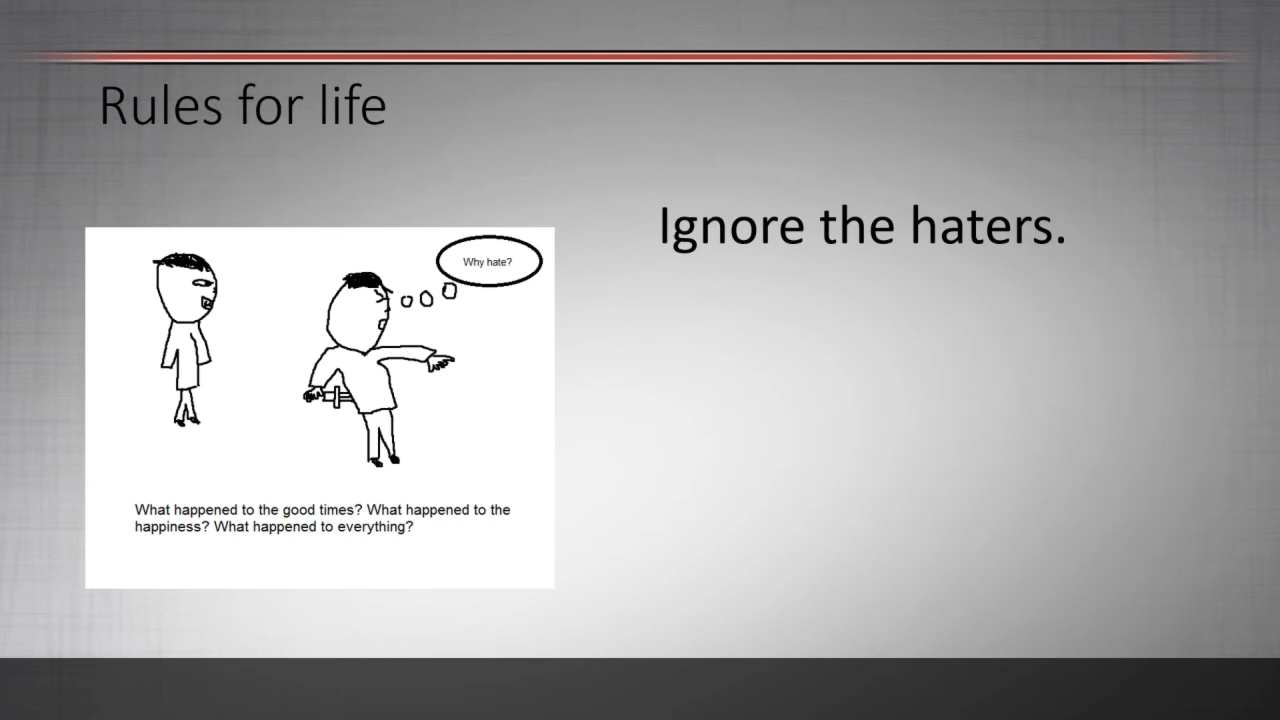 Rules for life
Ignore the haters.
Why hate?
What happened to the good times? What happened to the
happiness? What happened to everything?